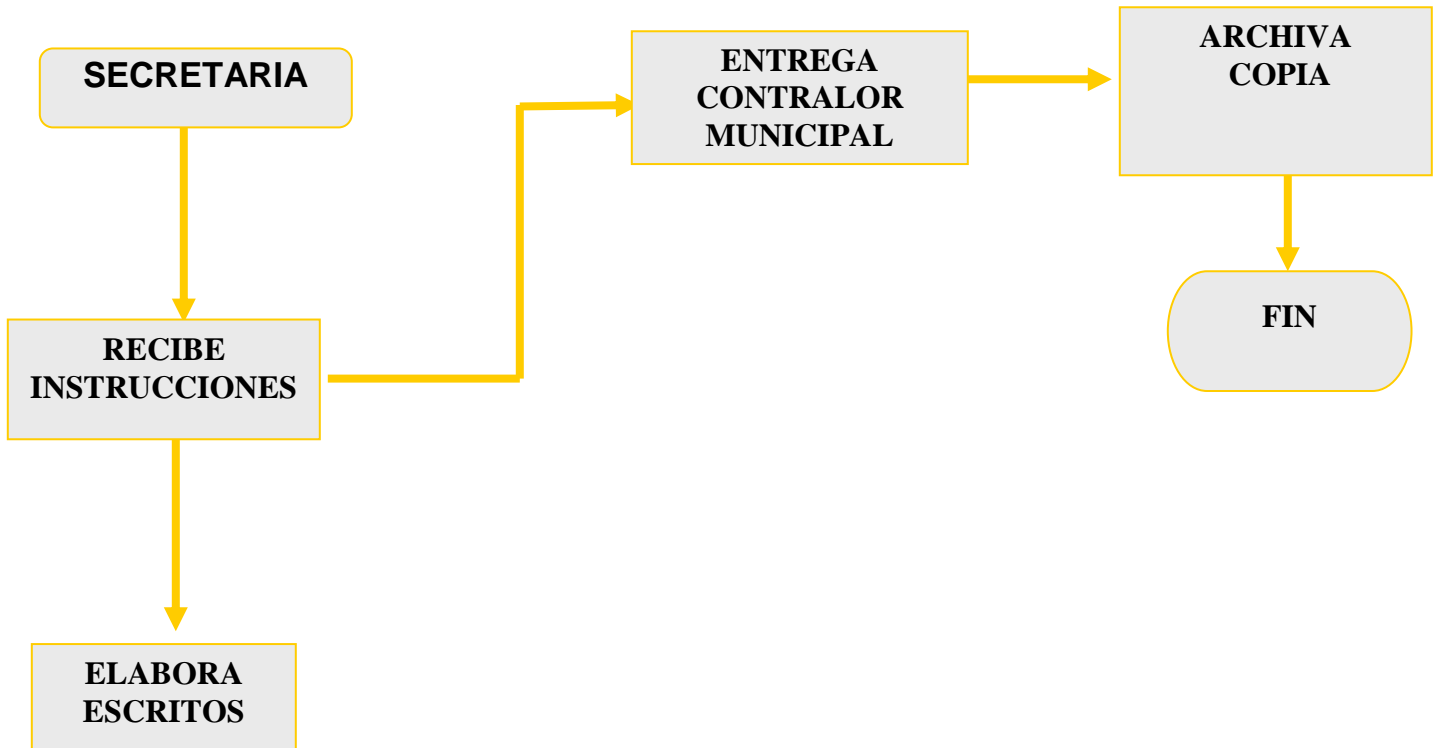 SECRETARIA
RECIBE
INSTRUCCIONES
ELABORA
ESCRITOS
ENTREGA
CONTRALOR
MUNICIPAL
ARCHIVA
COPIA
FIN